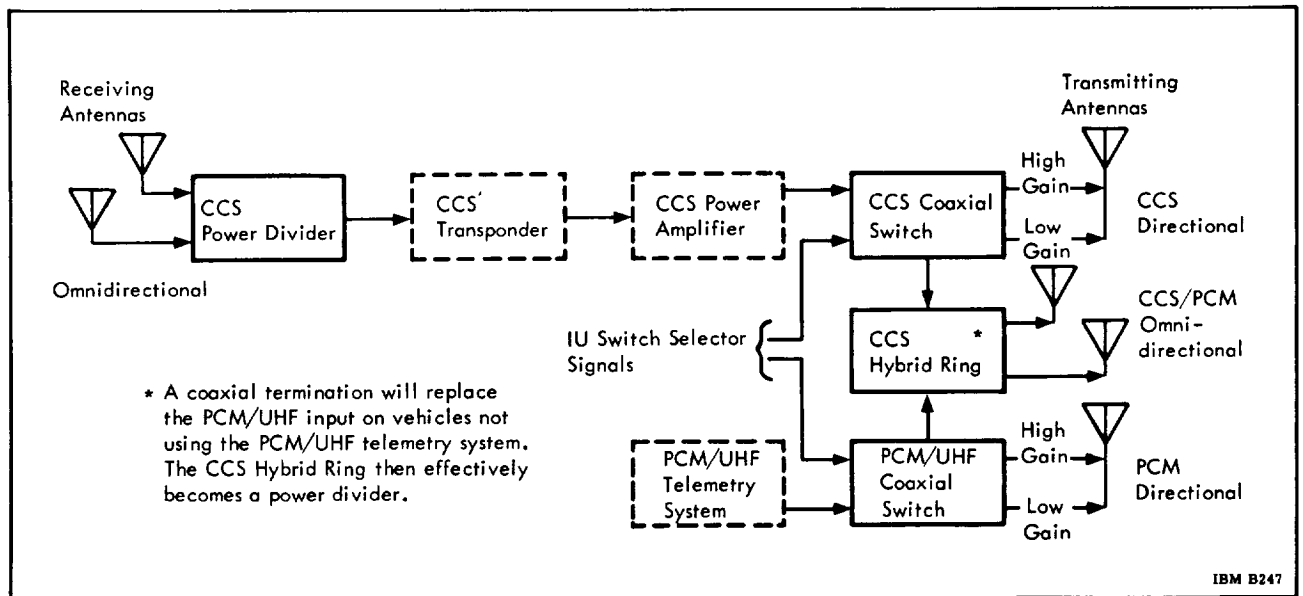 Receiving
Antennas
Omnidirectional
CCS
Power Divider
CCS'
Transponder
CCS Power
Amplifier
CCS Coaxial
Switch
High
Gain
Low
Gain
Transmitting
Antennas
CCS
Directional
IU Switch Selector
Signals
CCS *
Hybrid Ring
CCS/PCM
Omni-
directional
* A coaxial termination will replace
the PCM/UHF input on vehicles not
using the PCM/UHF telemetry system.
The CCS Hybrid Ring then effectively
becomes a power divider.
PCM/UHF
Telemetry
System
PCM/UHF
Coaxial
Switch
High
Gain
Low
Gain
PCM
Directional
IBM B247